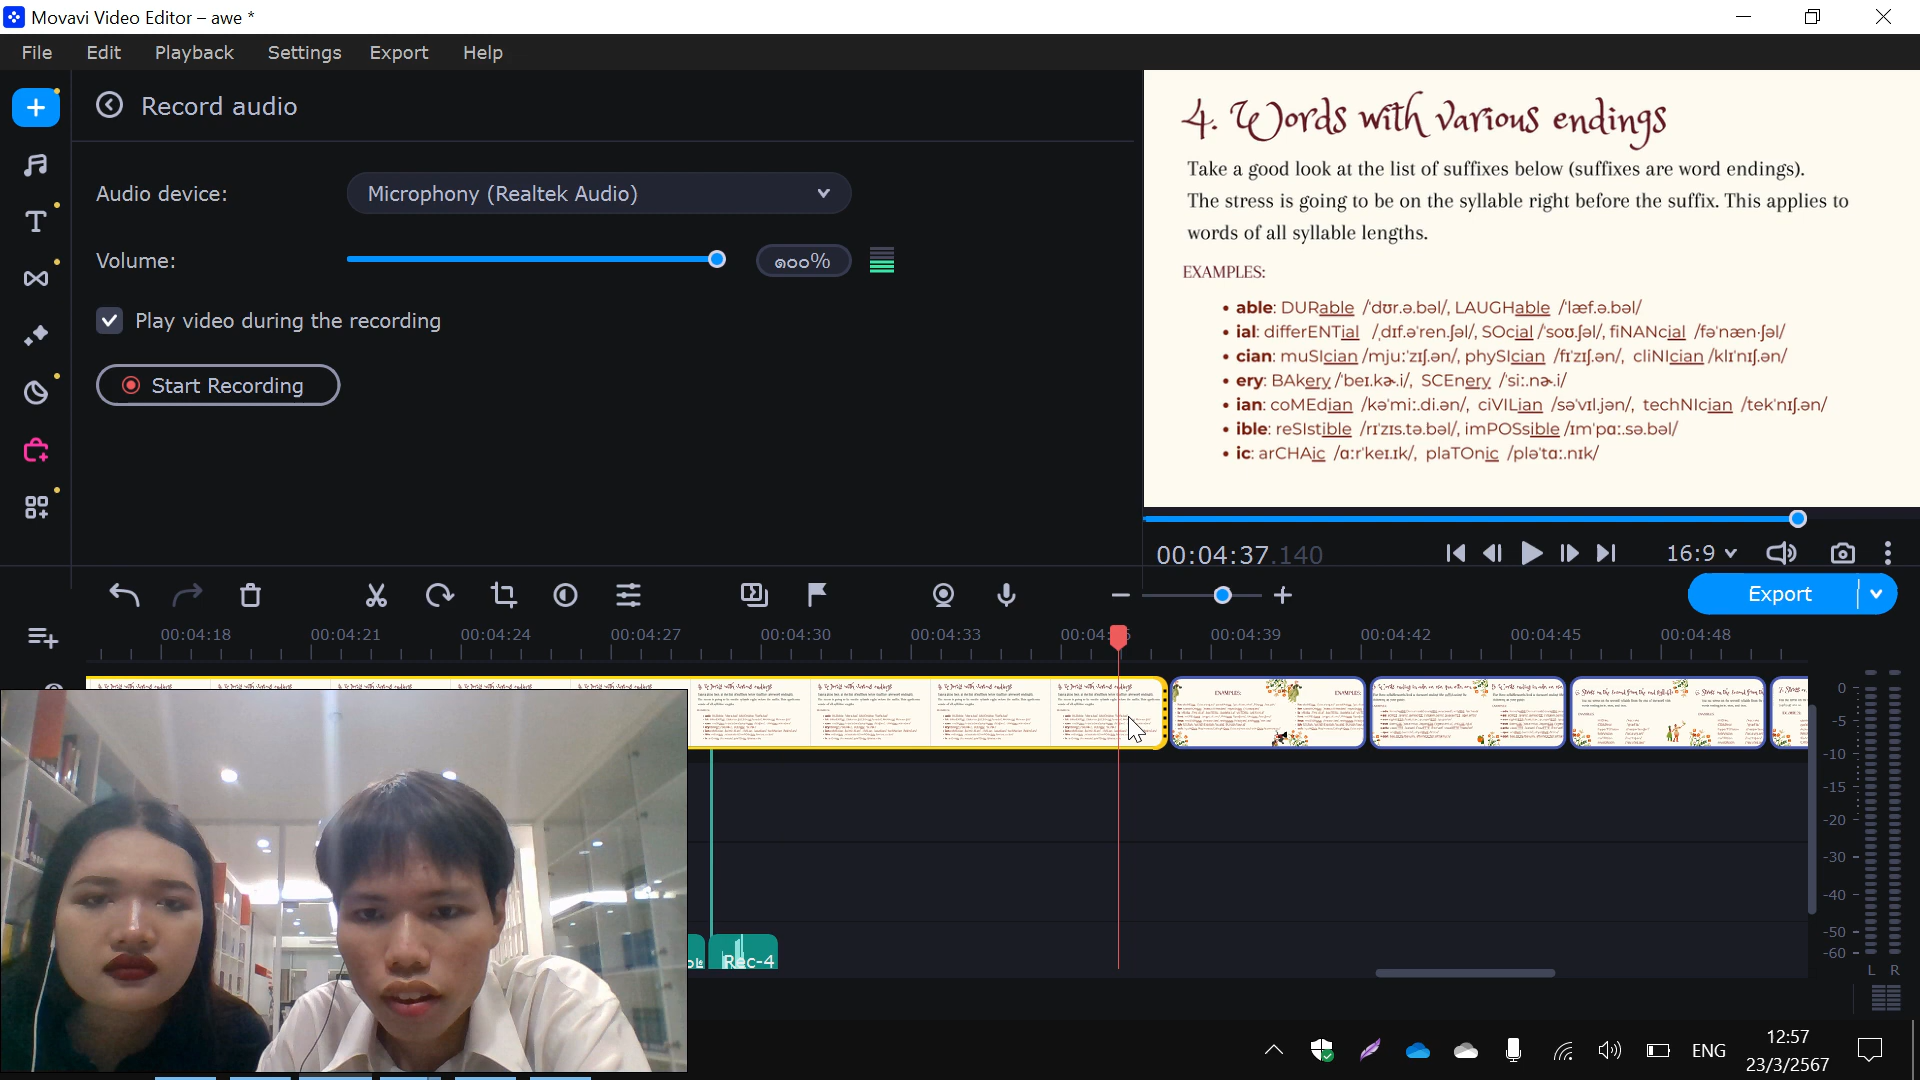 Movavi Video Editor – awe *
File Edit Playback Settings Export Help
Record audio
Audio device: Microphony (Realtek Audio)
Volume: ๑๐๐%
Play video during the recording
Start Recording
4. Words with various endings
Take a good look at the list of suffixes below (suffixes are word endings).
The stress is going to be on the syllable right before the suffix. This applies to
words of all syllable lengths.
EXAMPLES:
• able: DURable /ˈdʊr.ə.bəl/, LAUGHable /ˈlæf.ə.bəl/
• ial: differENTial /ˌdɪf.əˈren.ʃəl/, SOcial /ˈsoʊ.ʃəl/, fiNANcial /fəˈnæn·ʃəl/
• cian: muSIcian /mjuːˈzɪʃ.ən/, phySIcian /fɪˈzɪʃ.ən/, cliNIcian /klɪˈnɪʃ.ən/
• ery: BAkery /ˈbeɪ.kɚ.i/, SCEnery /ˈsiː.nɚ.i/
• ian: coMEdian /kəˈmiː.di.ən/, ciVILian /səˈvɪl.jən/, techNIcian /tekˈnɪʃ.ən/
• ible: reSIstible /rɪˈzɪs.tə.bəl/, imPOSsible /ɪmˈpɑː.sə.bəl/
• ic: arCHAic /ɑːrˈkeɪ.ɪk/, plaTOnic /pləˈtɑː.nɪk/
00:04:37.140
16:9
Export
00:04:18 00:04:21 00:04:24 00:04:27 00:04:30 00:04:33 00:04: 00:04:39 00:04:42 00:04:45 00:04:48
EXAMPLES: EXAMPLES:
0
-5
-10
-15
-20
-30
-40
-50
-60
L R
Rec-4
ENG
12:57
23/3/2567